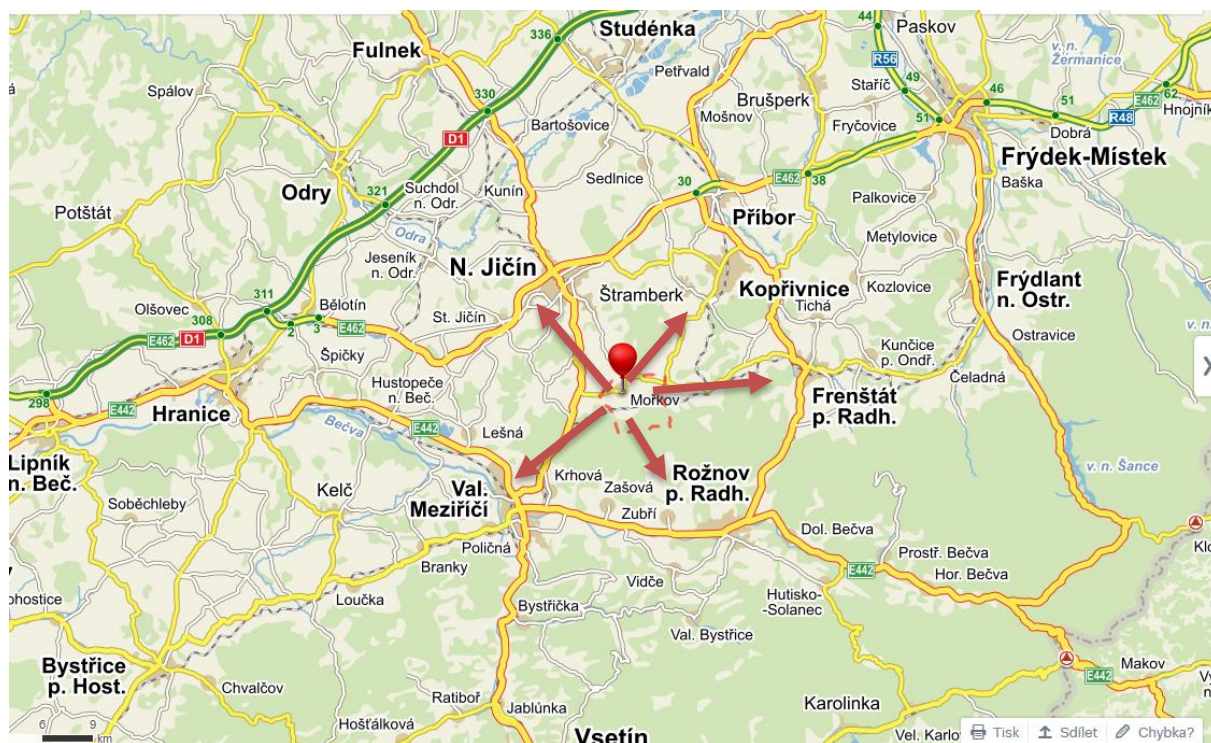 44
Paskov
336
Studénka
Fulnek
v. n.
Žermanice
R56
Petřvald
49
Spálov
Staříč
46
62
Brušperk
E462
330
51
Hnojník
Mošnov
Bartošovice
Fryčovice
51
R48
D1
Dobrá
Frýdek-Místek
Sedlnice
E462
30
38
Odry
321
Suchdol
n. Odr.
Kunín
Baška
Palkovice
Potštát
Příbor
Odra
Metylovice
Jeseník
n. Odr.
N. Jičín
Frýdlant
n. Ostr.
Kopřivnice
Kozlovice
Štramberk
Olšovec
311
Bělotín
Tichá
308
St. Jičín
E462
D1
2
3
E462
Ostravice
v. n.
Kunčice
p. Ondř.
Špičky
Hustopeče
n. Beč.
Čeladná
298
Mořkov
Frenštát
p. Radh.
E442
Hranice
Bečva
E442
Lešná
Lipník
n. Beč.
v. n. Šance
Krhová
Rožnov
p. Radh.
Zašová
Kelč
Val.
Meziříčí
Soběchleby
Zubří
Dol. Bečva
Poličná
Prostř. Bečva
Branky
E442
Hor. Bečva
Vidče
ohostice
Loučka
Hutisko-
-Solanec
Bystřička
Val. Bystřice
Bystřice
p. Host.
Makov
E442
Chvalčov
Ratiboř
Karolinka
Jablůnka
6 9
km
Hošťálková
Vsetín
Vel. Karlo
Tisk Sdílet Chybka?